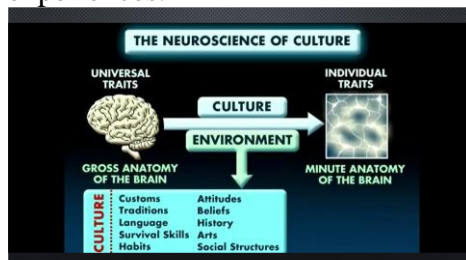 THE NEUROSCIENCE OF CULTURE
UNIVERSAL
TRAITS
INDIVIDUAL
TRAITS
CULTURE
ENVIRONMENT
GROSS ANATOMY
OF THE BRAIN
MINUTE ANATOMY
OF THE BRAIN
CULTURE
Customs
Traditions
Language
Survival Skills
Habits
Attitudes
Beliefs
History
Arts
Social Structures